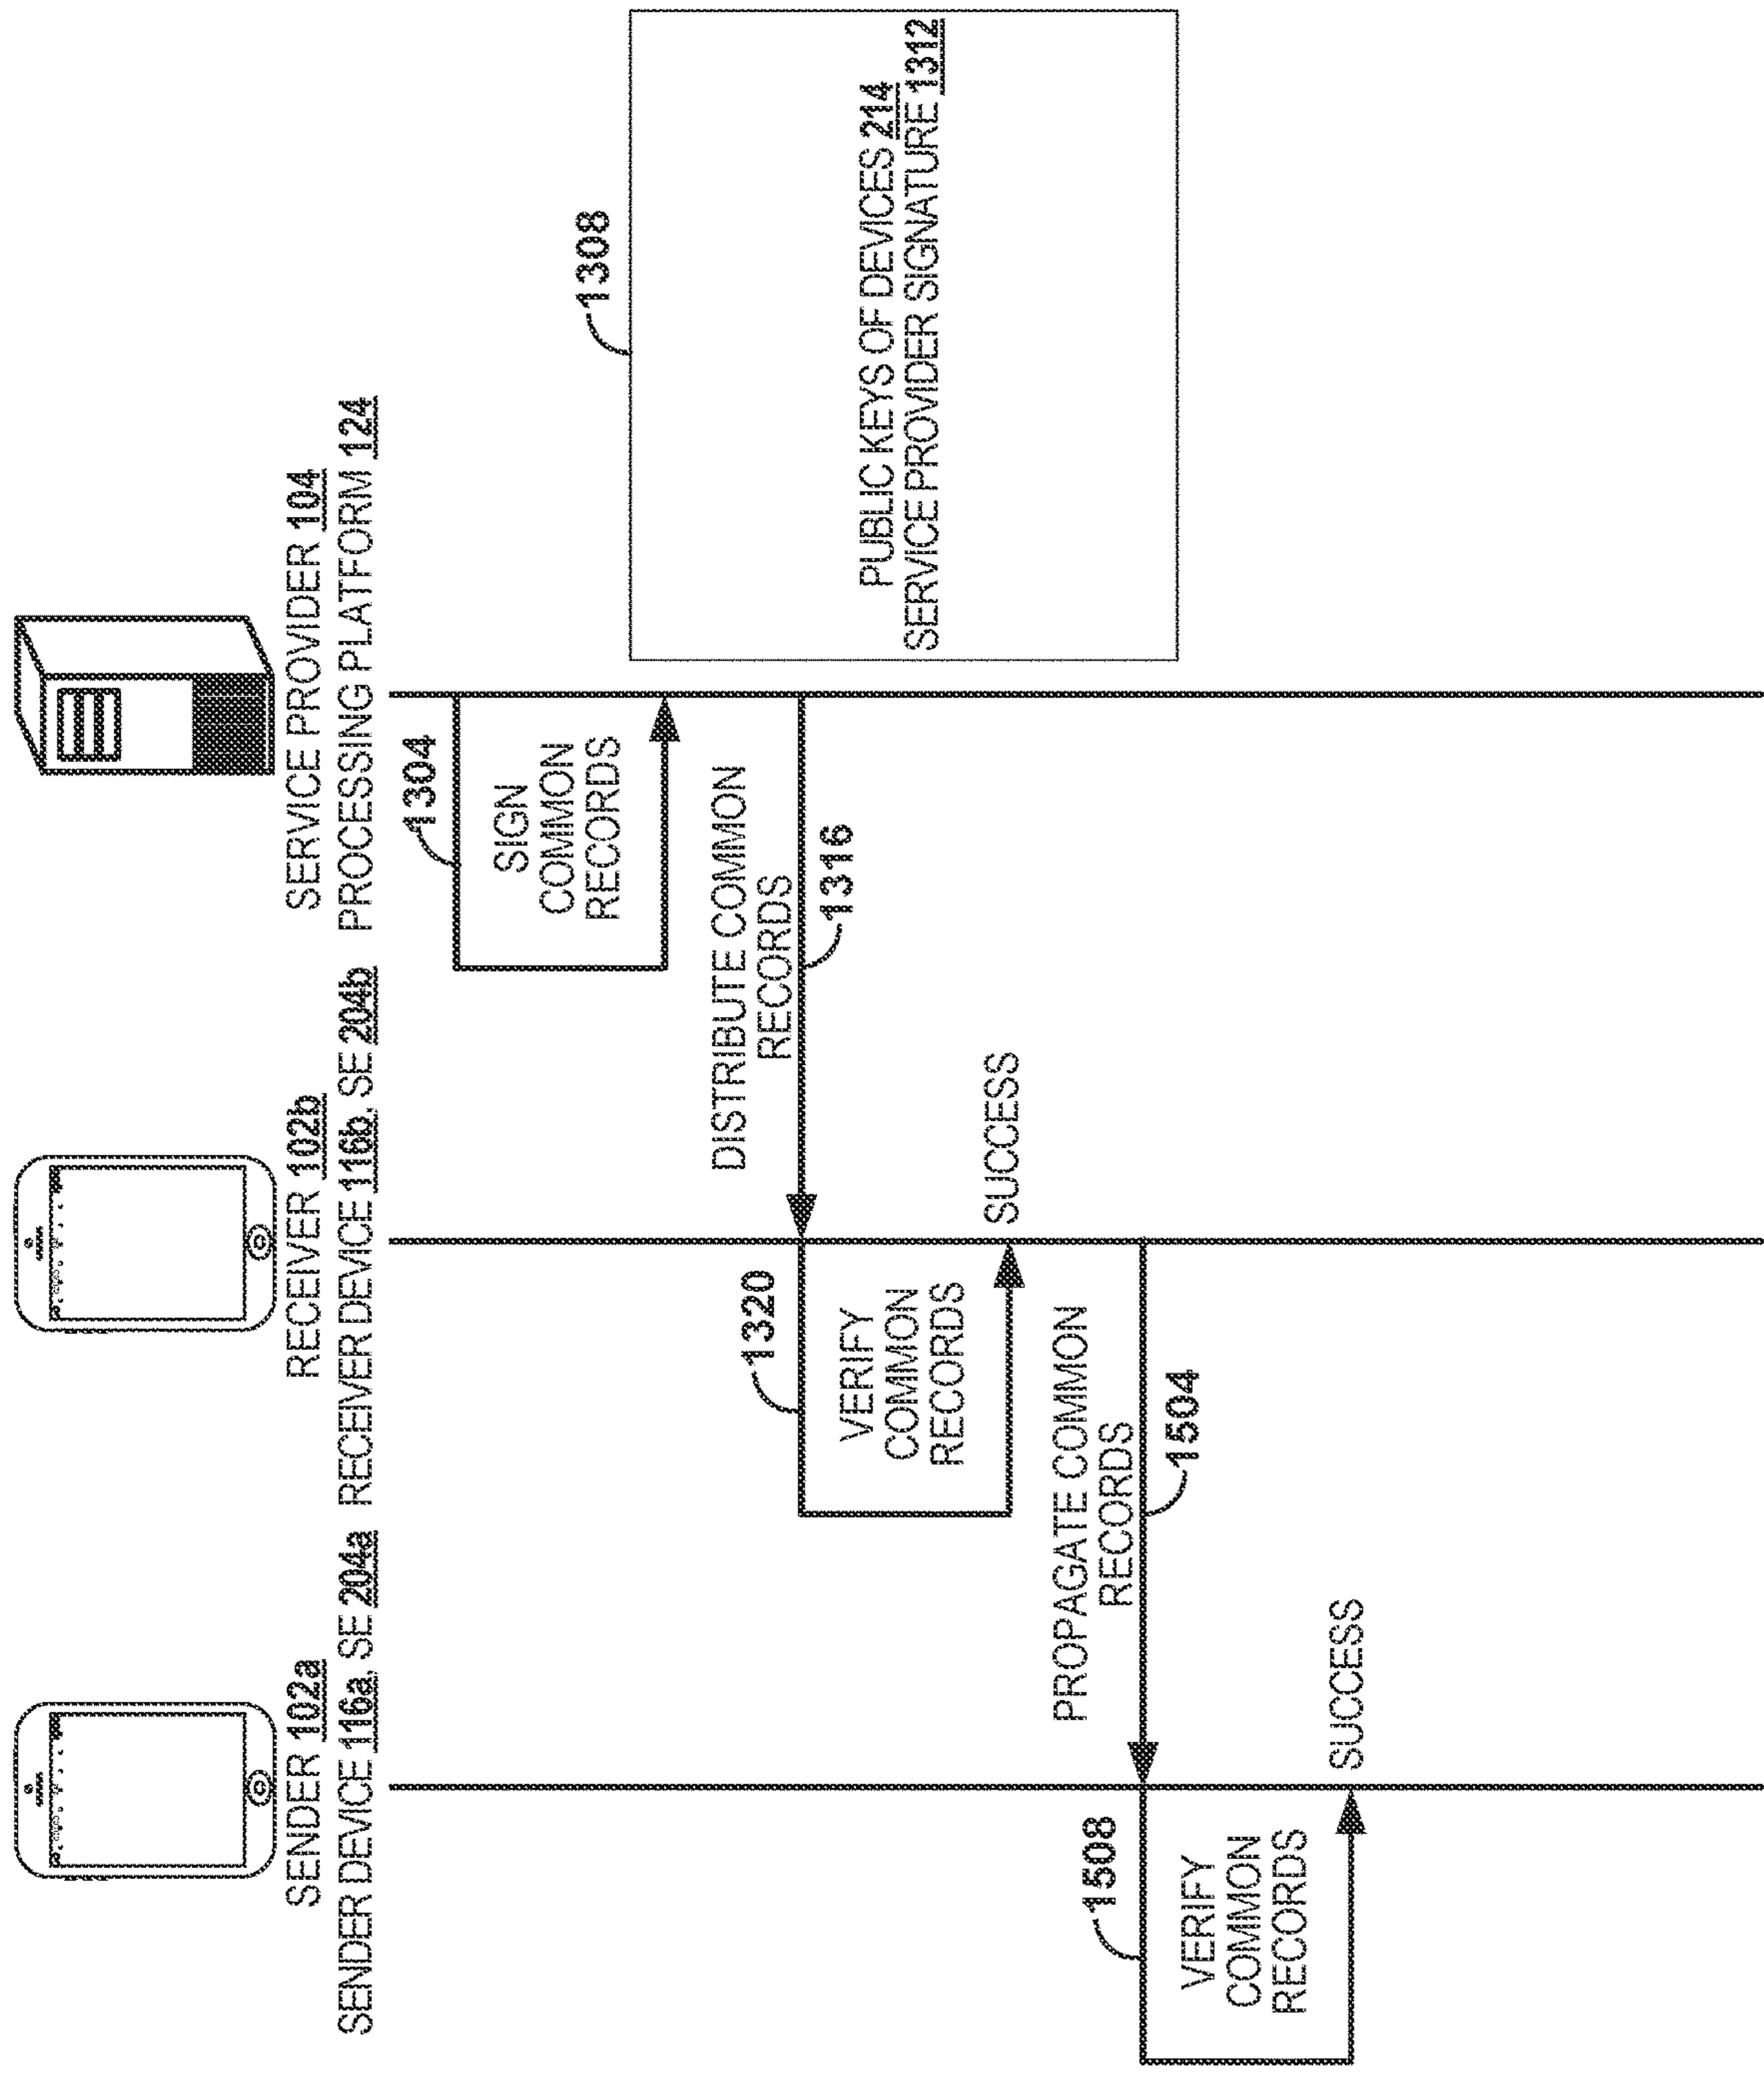 SENDER 102a
SENDER DEVICE 116a, SE 204a
RECEIVER 102b
RECEIVER DEVICE 116b, SE 204b
SERVICE PROVIDER 104
PROCESSING PLATFORM 124
1304
SIGN
COMMON
RECORDS
1308
PUBLIC KEYS OF DEVICES 214
SERVICE PROVIDER SIGNATURE 1312
DISTRIBUTE COMMON
RECORDS
1316
1320
VERIFY
COMMON
RECORDS
SUCCESS
PROPAGATE COMMON
RECORDS
1504
1508
VERIFY
COMMON
RECORDS
SUCCESS